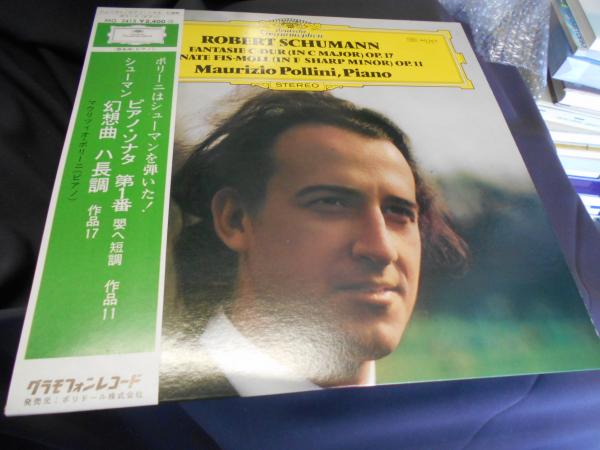 MG 2413 ¥2,400
ポリーニはシューマンを弾いた!
シューマン ピアノ・ソナタ 第1番 嬰ヘ短調 作品11
幻想曲 ハ長調 作品17
マウリツィオ・ポリーニ(ピアノ)
グラモフォンレコード
発売元:ポリドール株式会社
Deutsche
Grammophon
ROBERT SCHUMANN
FANTASIE C-DUR (IN C MAJOR) OP. 17
NATE FIS-MOLL (IN F SHARP MINOR) OP. 11
Maurizio Pollini, Piano
STEREO